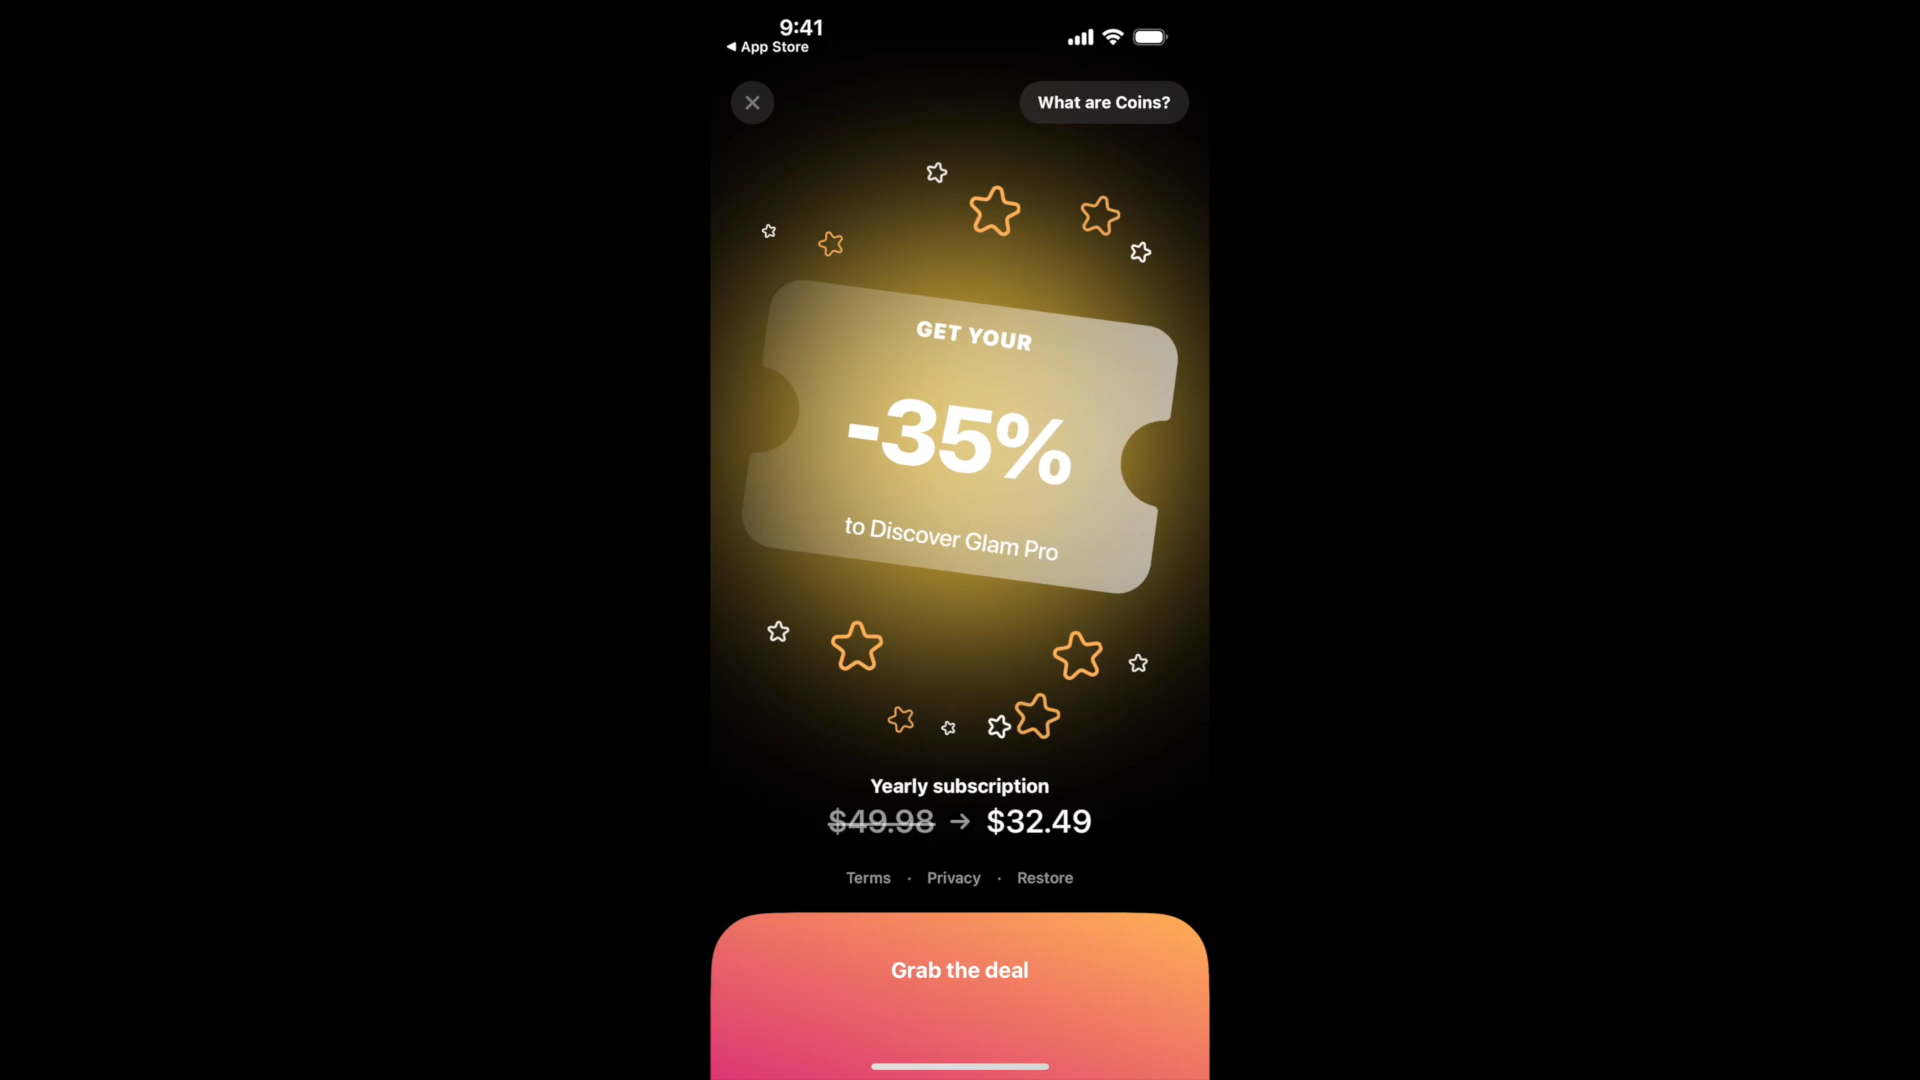 9:41
◀ App Store
What are Coins?
GET YOUR
-35%
to Discover Glam Pro
Yearly subscription
$49.98 → $32.49
Terms · Privacy · Restore
Grab the deal